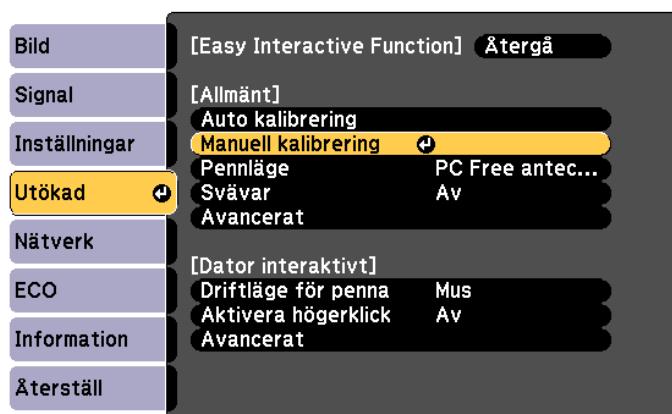 Bild
Signal
Inställningar
Utökad
Nätverk
ECO
Information
Återställ
[Easy Interactive Function] Återgå
[Allmänt]
Auto kalibrering
Manuell kalibrering
Pennläge PC Free antec...
Svävar Av
Avancerat
[Dator interaktivt]
Driftläge för penna Mus
Aktivera högerklick Av
Avancerat